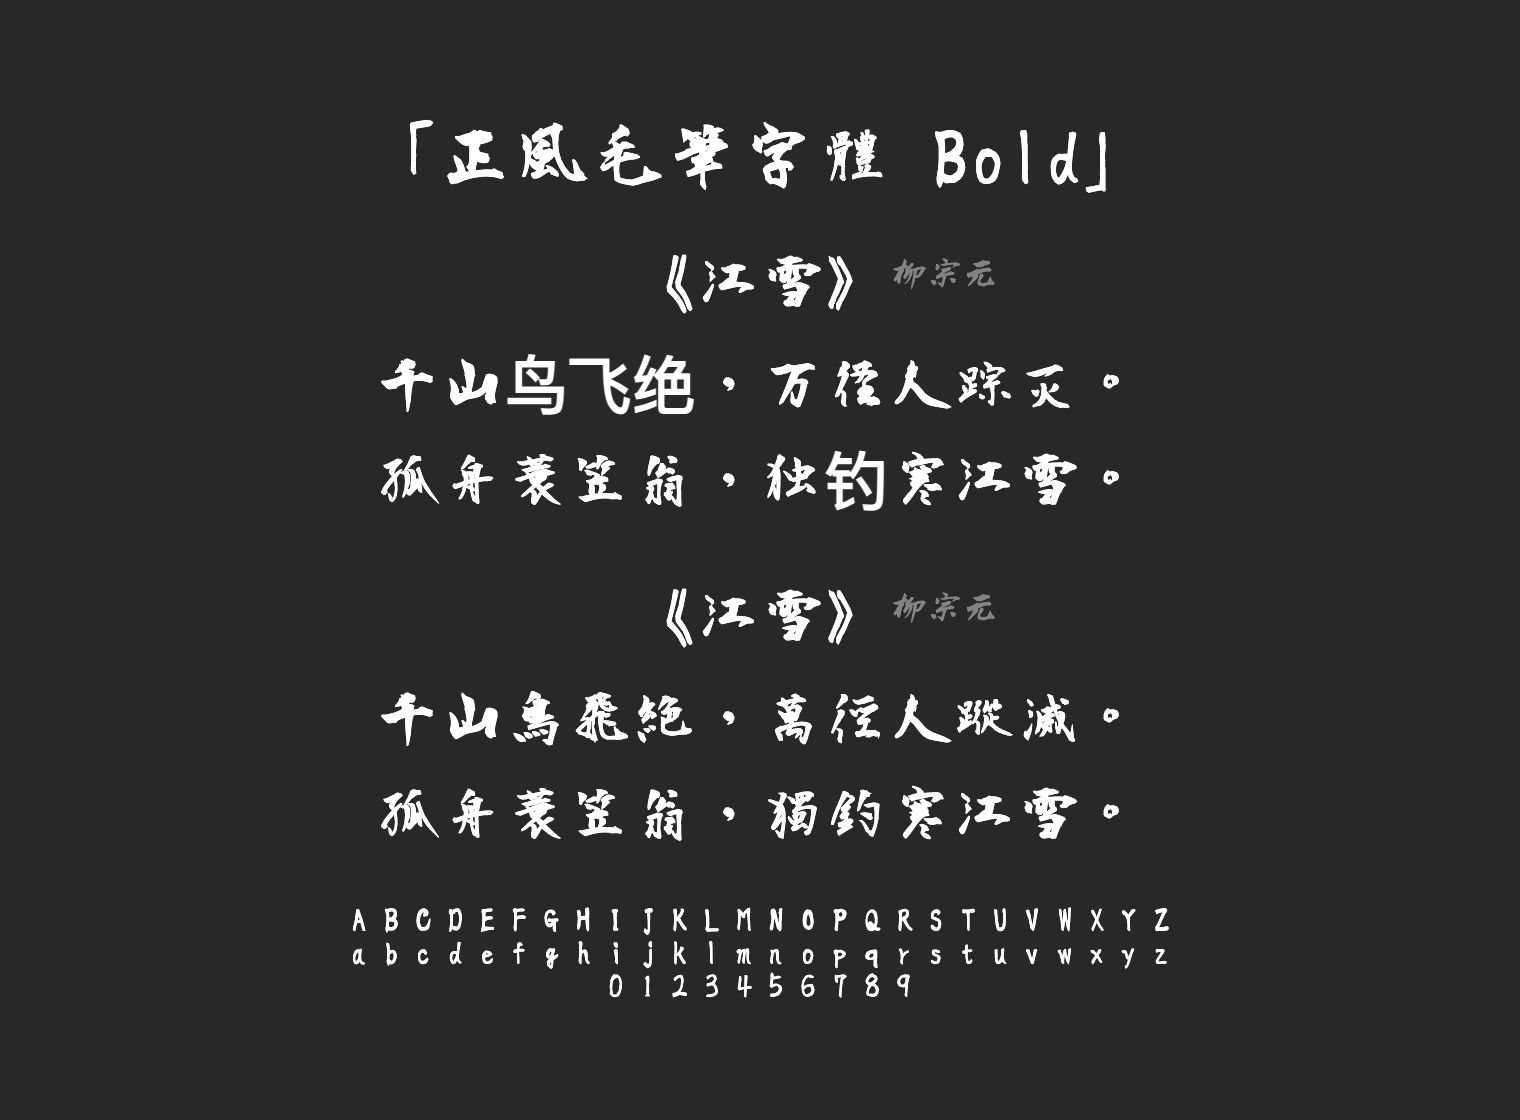 「正風毛筆字體 Bold」
《江雪》 柳宗元
千山鸟飞绝，万徑人踪灭。
孤舟蓑笠翁，独钓寒江雪。
《江雪》 柳宗元
千山鳥飛絕，萬徑人蹤滅。
孤舟蓑笠翁，獨釣寒江雪。
A B C D E F G H I J K L M N O P Q R S T U V W X Y Z
a b c d e f g h i j k l m n o p q r s t u v w x y z
0 1 2 3 4 5 6 7 8 9